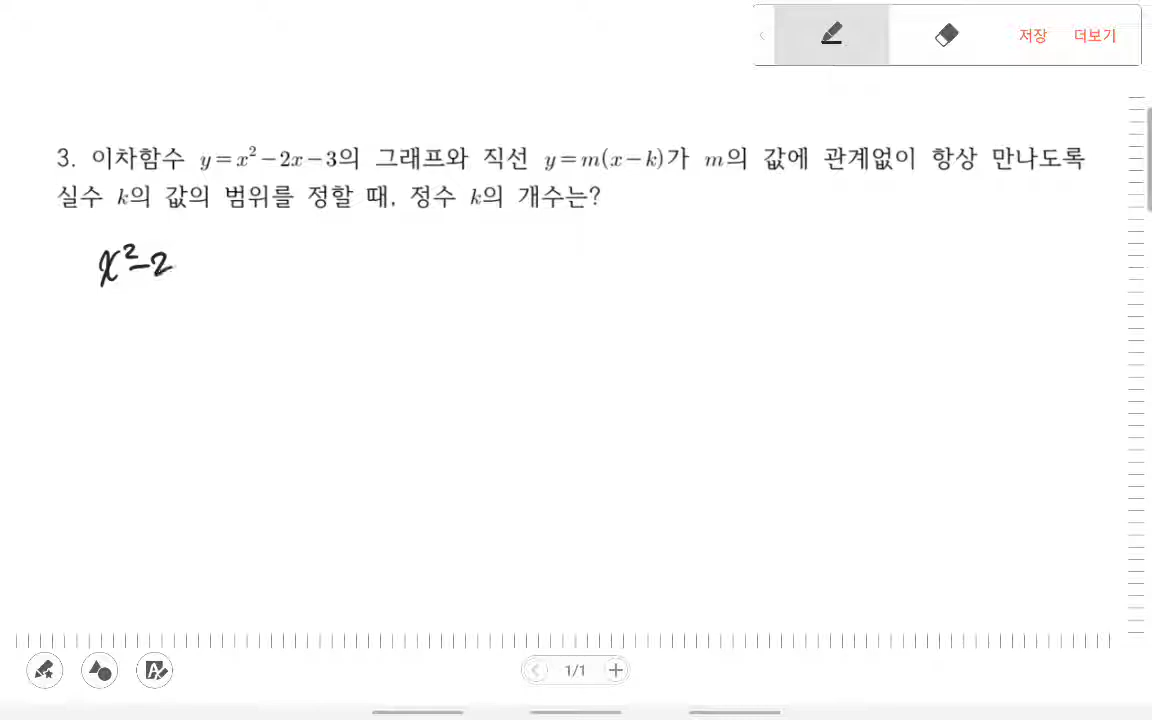 저장 더보기
3. 이차함수 y=x²−2x−3의 그래프와 직선 y=m(x−k)가 m의 값에 관계없이 항상 만나도록
실수 k의 값의 범위를 정할 때, 정수 k의 개수는?
x²−2
1/1